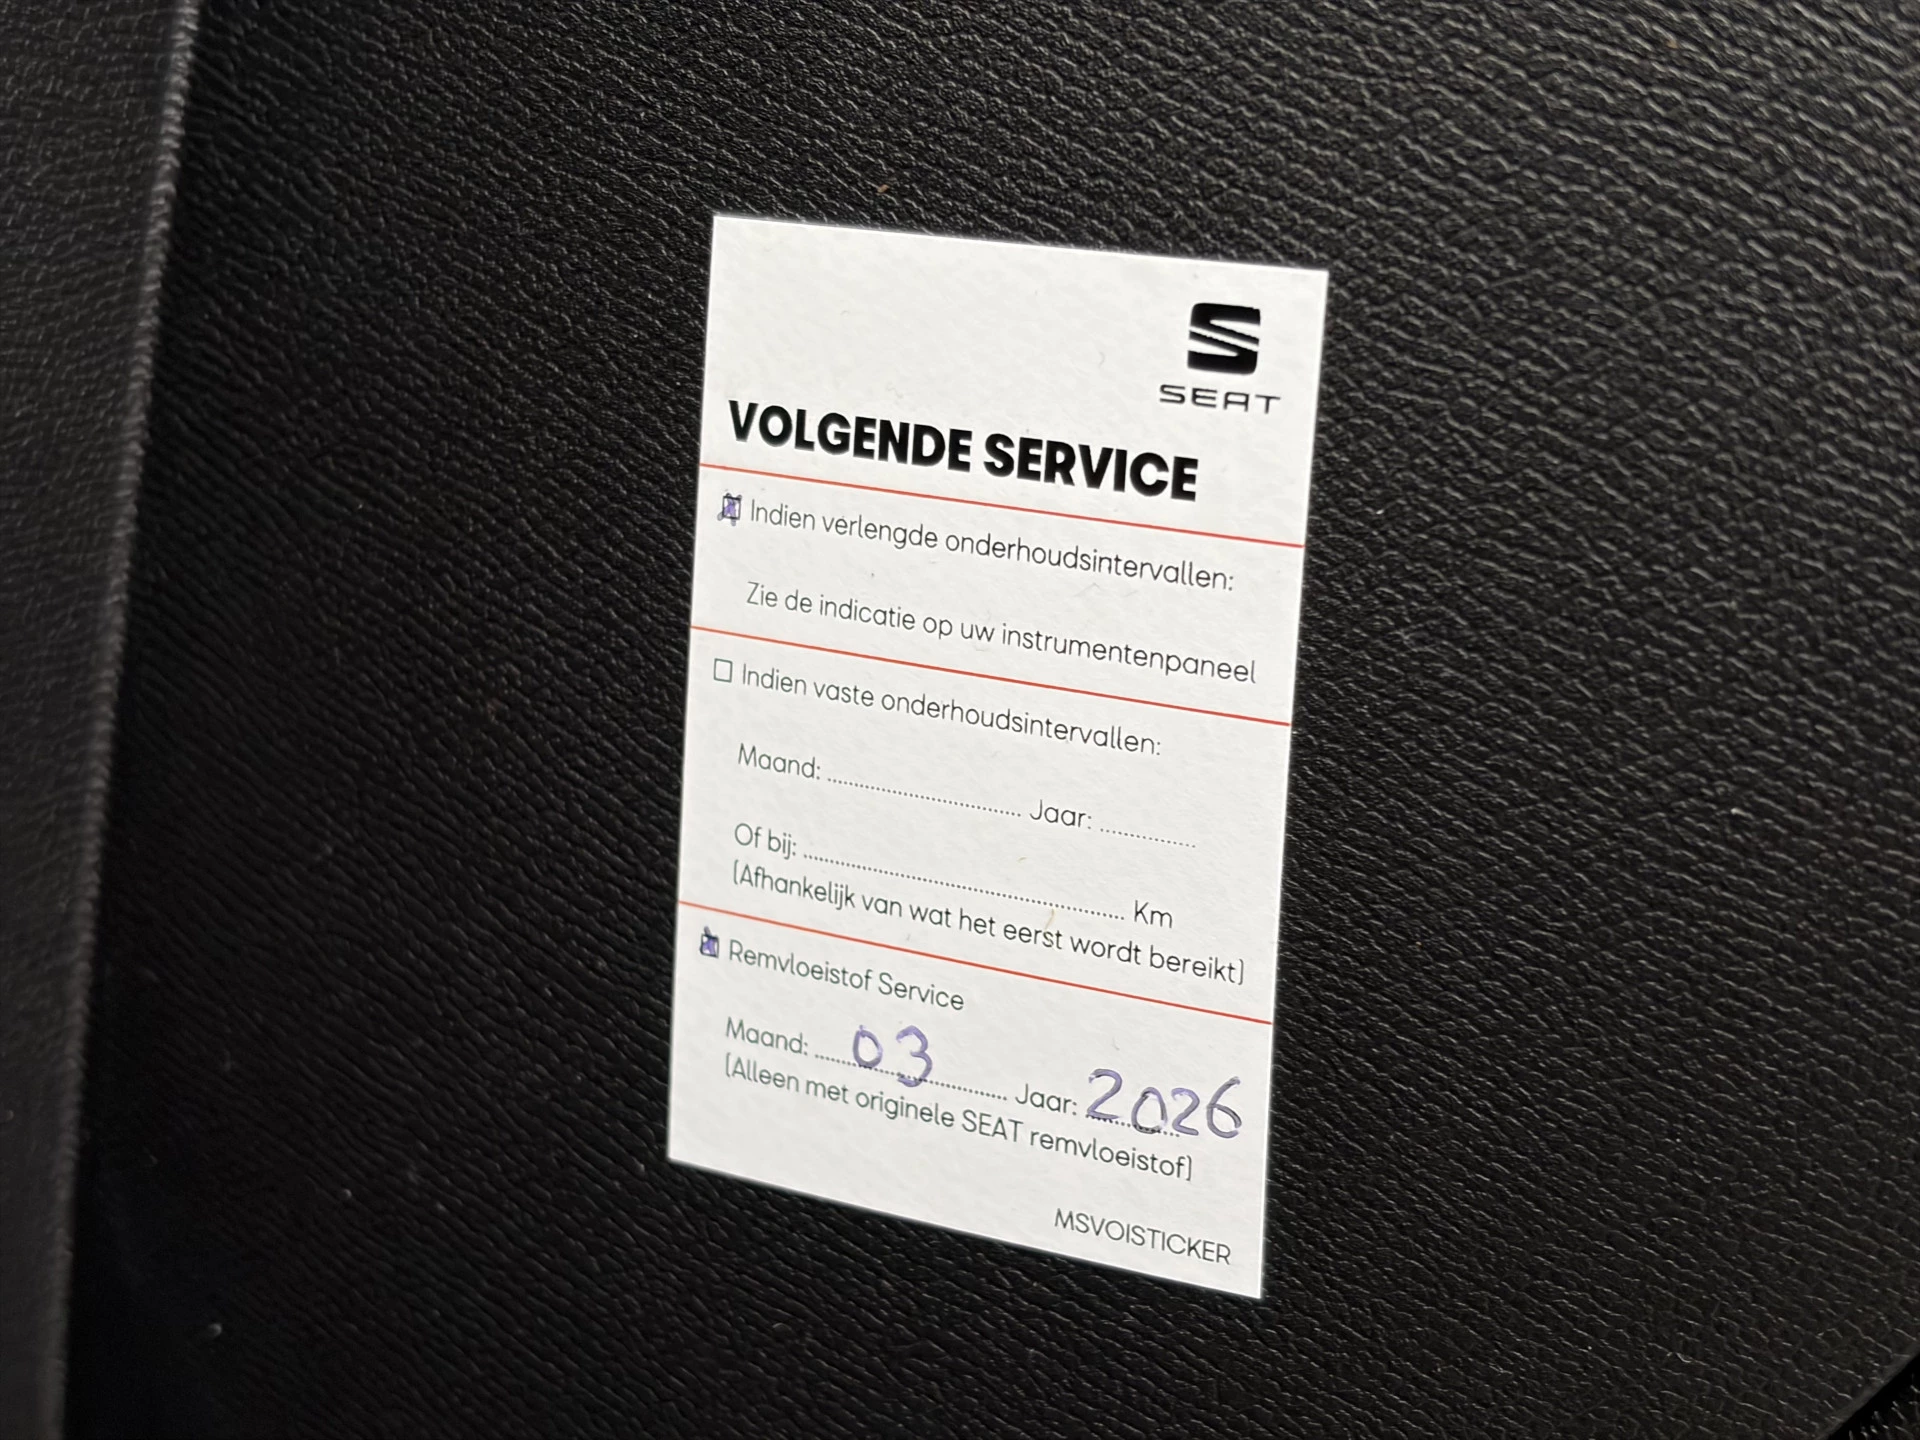 SEAT
VOLGENDE SERVICE
Indien verlengde onderhoudsintervallen:
Zie de indicatie op uw instrumentenpaneel
Indien vaste onderhoudsintervallen:
Maand: .......... Jaar: ..........
Of bij: .......... Km
(Afhankelijk van wat het eerst wordt bereikt)
Remvloeistof Service
Maand: 03 Jaar: 2026
(Alleen met originele SEAT remvloeistof)
MSVOISTICKER